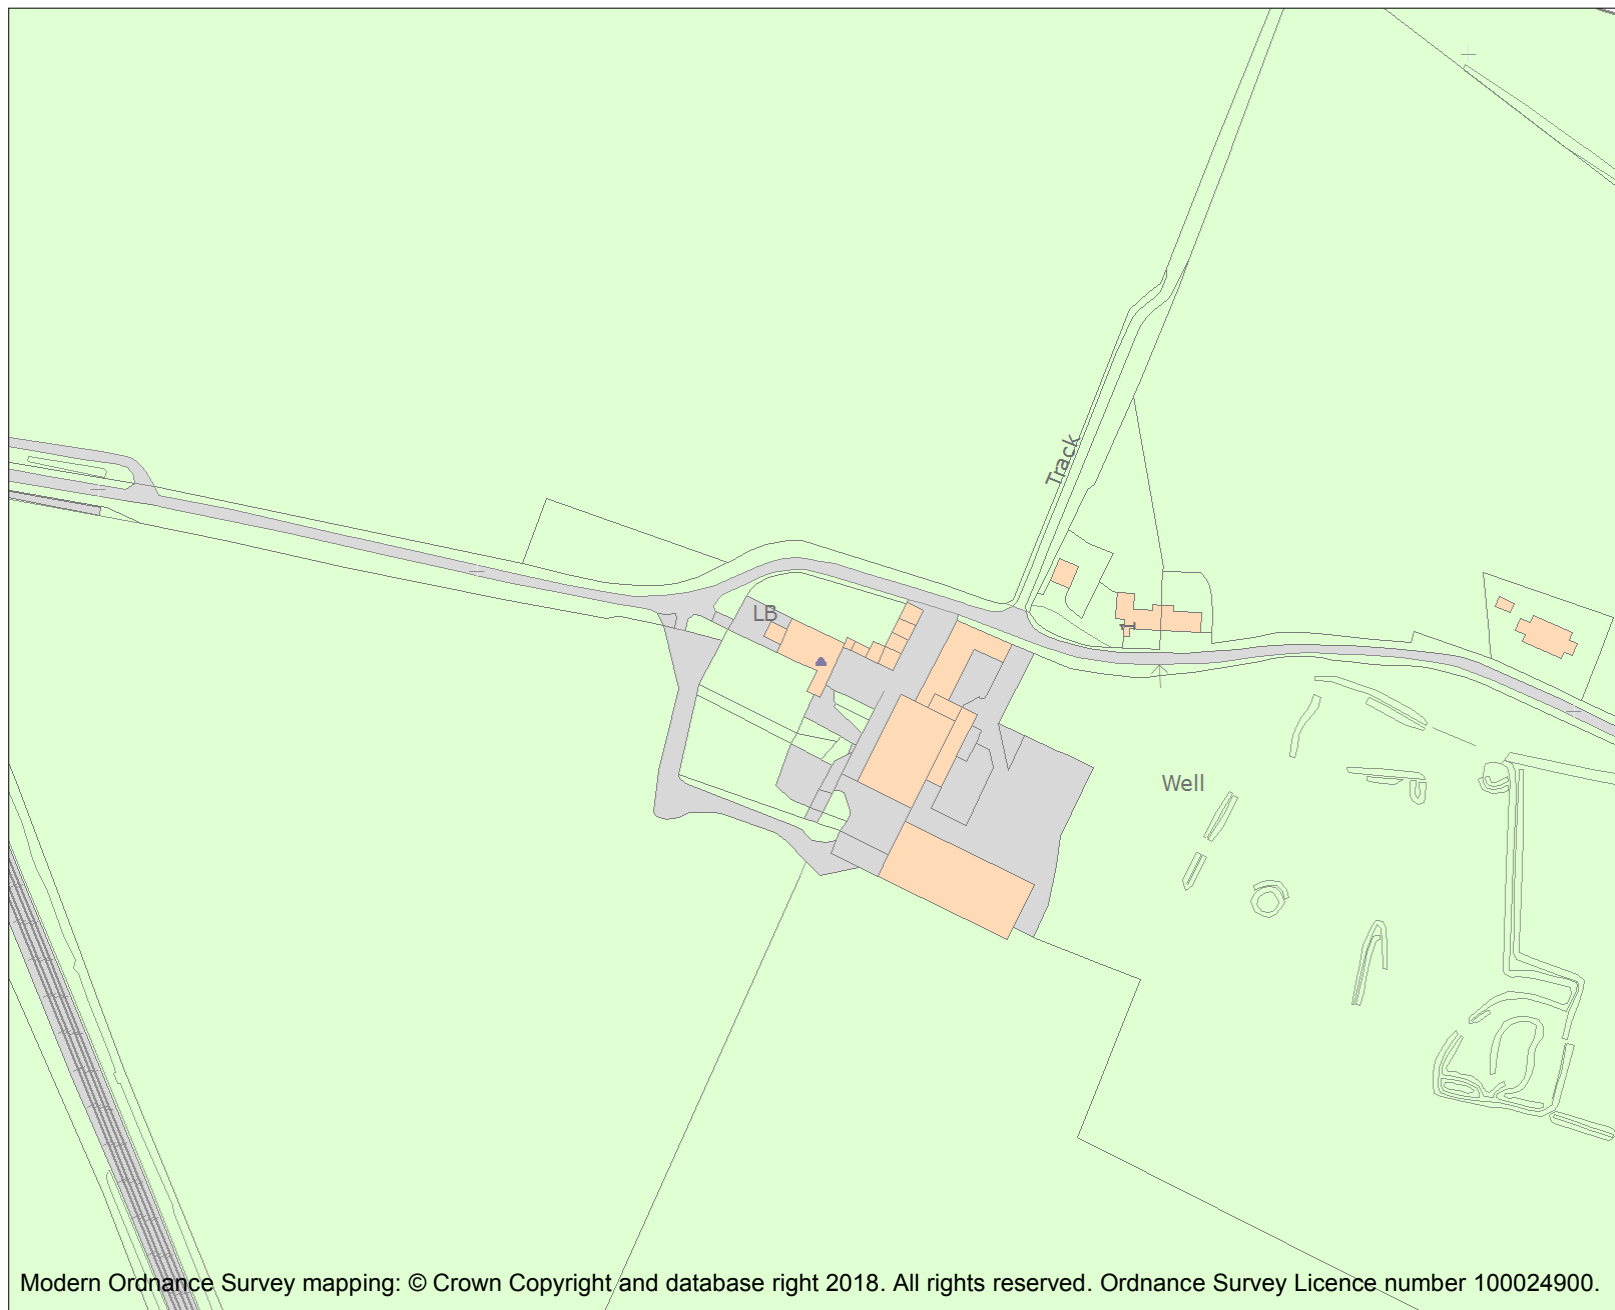 Track
LB
Well
Modern Ordnance Survey mapping: © Crown Copyright and database right 2018. All rights reserved. Ordnance Survey Licence number 100024900.